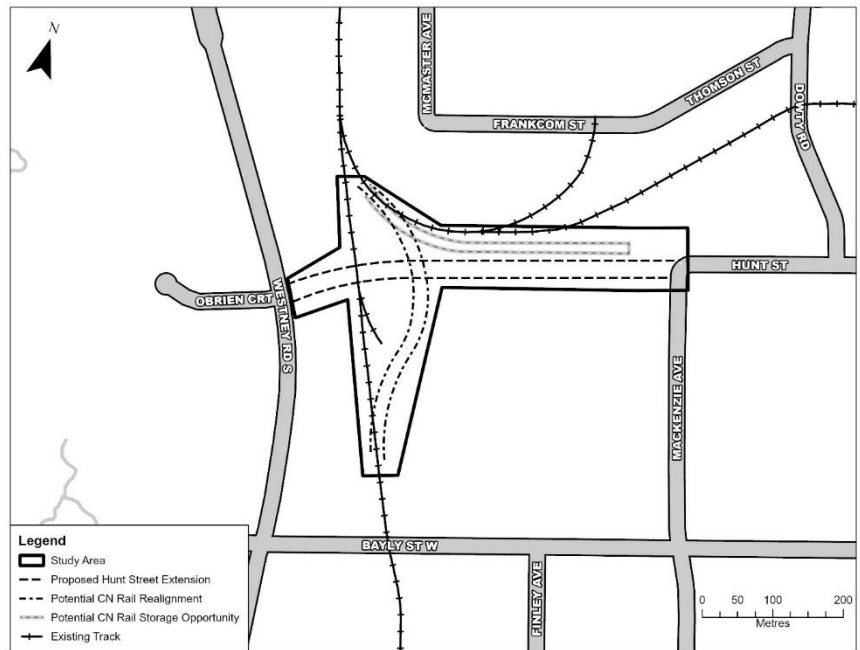 N
MCMASTER AVE
THOMSON ST
DOWTY RD
FRANKCOM ST
HUNT ST
OBRIEN CRT
WESTNEY RD S
MACKENZIE AVE
BAYLY ST W
FINLEY AVE
Legend
Study Area
Proposed Hunt Street Extension
Potential CN Rail Realignment
Potential CN Rail Storage Opportunity
Existing Track
0 50 100 200
Metres